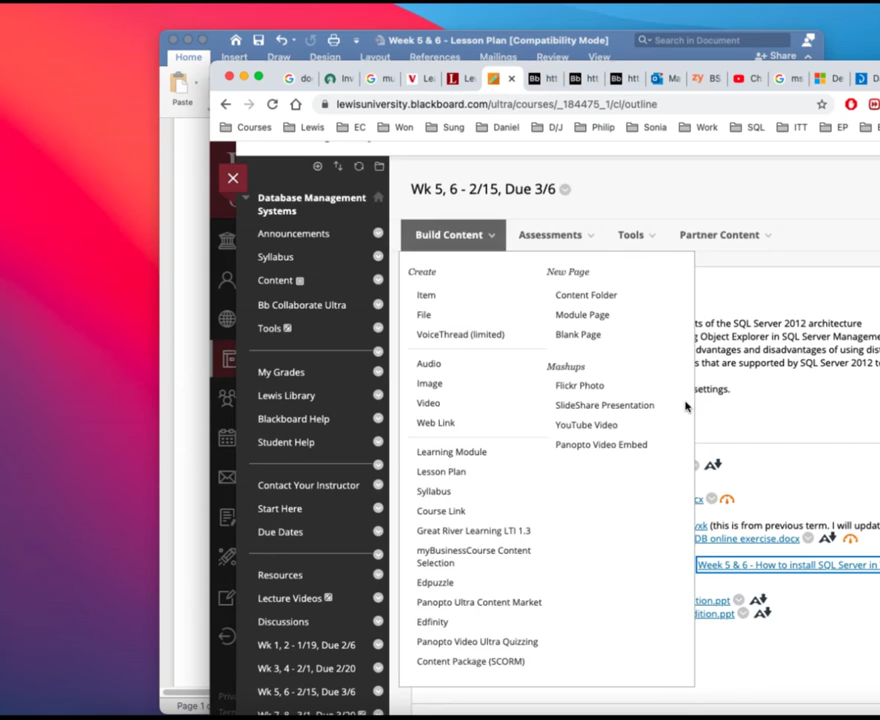 Week 5 & 6 - Lesson Plan [Compatibility Mode]
Search in Document
Home Insert Draw Design Layout References Mailings Review View
Share
Paste
lewisuniversity.blackboard.com/ultra/courses/_184475_1/cl/outline
Courses Lewis EC Won Sung Daniel D/J Philip Sonia Work SQL ITT EP
Database Management
Systems
Announcements
Syllabus
Content
Bb Collaborate Ultra
Tools
My Grades
Lewis Library
Blackboard Help
Student Help
Contact Your Instructor
Start Here
Due Dates
Resources
Lecture Videos
Discussions
Wk 1, 2 - 1/19, Due 2/6
Wk 3, 4 - 2/1, Due 2/20
Wk 5, 6 - 2/15, Due 3/6
Wk 5, 6 - 2/15, Due 3/6
Build Content Assessments Tools Partner Content
Create
Item
File
VoiceThread (limited)
Audio
Image
Video
Web Link
Learning Module
Lesson Plan
Syllabus
Course Link
Great River Learning LTI 1.3
myBusinessCourse Content
Selection
Edpuzzle
Panopto Ultra Content Market
Edfinity
Panopto Video Ultra Quizzing
Content Package (SCORM)
New Page
Content Folder
Module Page
Blank Page
Mashups
Flickr Photo
SlideShare Presentation
YouTube Video
Panopto Video Embed
ts of the SQL Server 2012 architecture
Object Explorer in SQL Server Manageme
dvantages and disadvantages of using dis
s that are supported by SQL Server 2012 t
settings.
(this is from previous term. I will updat
DB online exercise.docx
Week 5 & 6 - How to install SQL Server in
tion.ppt
dition.ppt
Page 1